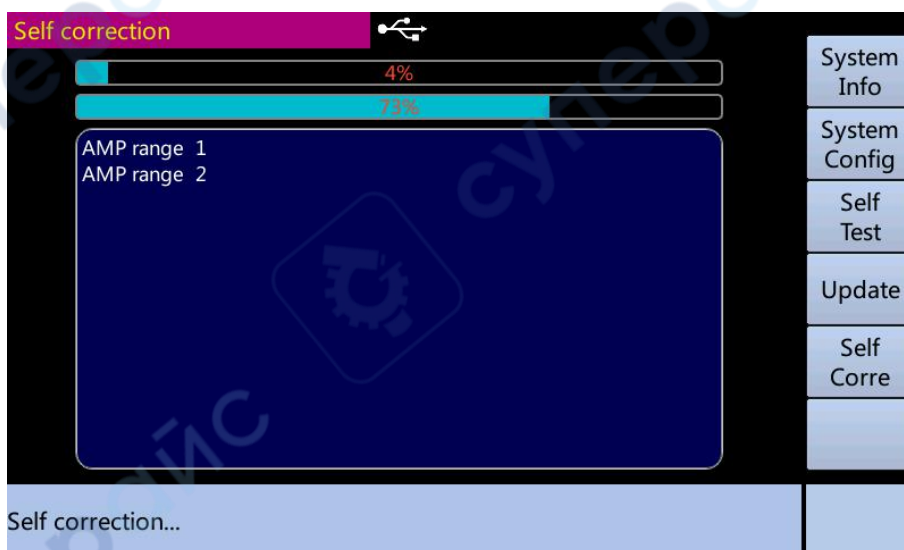 Self correction
4%
73%
AMP range 1
AMP range 2
System
Info
System
Config
Self
Test
Update
Self
Corre
Self correction...